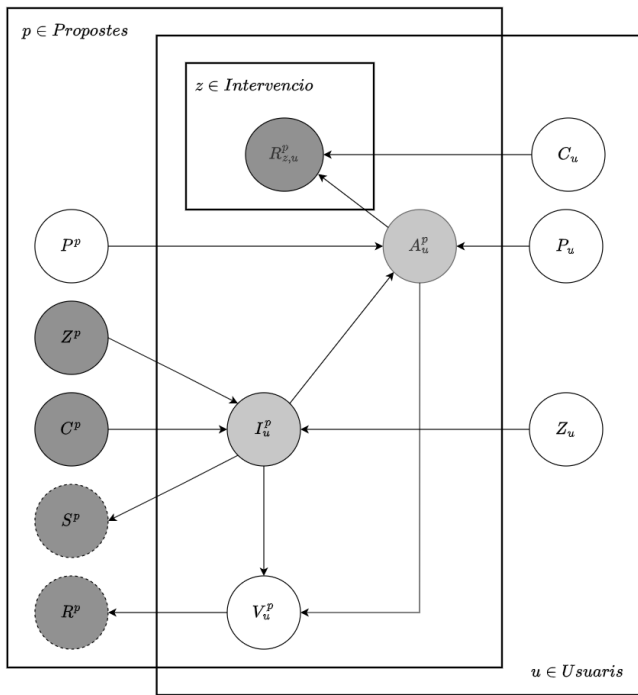 p ∈ Propostes
z ∈ Intervencio
R^p_{z,u}
C_u
P^p
A^p_u
P_u
Z^p
C^p
I^p_u
Z_u
S^p
R^p
V^p_u
u ∈ Usuaris